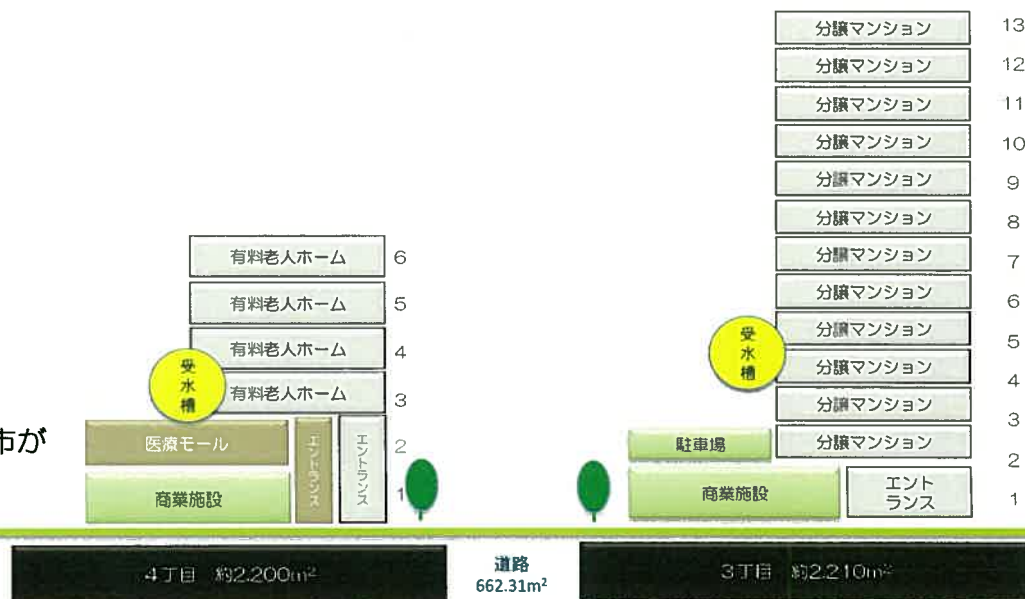 分譲マンション 13
分譲マンション 12
分譲マンション 11
分譲マンション 10
分譲マンション 9
分譲マンション 8
分譲マンション 7
分譲マンション 6
分譲マンション 5
分譲マンション 4
分譲マンション 3
分譲マンション 2
受水槽
駐車場
商業施設
エントランス
1
有料老人ホーム 6
有料老人ホーム 5
有料老人ホーム 4
有料老人ホーム 3
受水槽
市が
医療モール
エントランス
エントランス
2
商業施設
1
4丁目 約2.200m²
道路
662.31m²
3丁目 約2.210m²